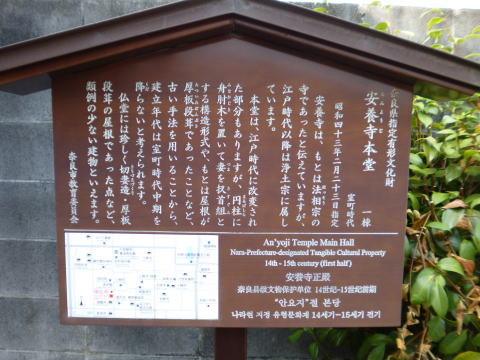 奈良県指定有形文化財
安養寺本堂
一棟
室町時代
昭和四十三年二月二十三日指定
安養寺は、もとは法相宗の
寺であったと伝えていますが、
江戸時代以降は浄土宗に属し
ています。
本堂は、江戸時代に改変され
た部分もありますが、円柱に
舟肘木を置いて妻を扠首組と
する構造形式や、もとは屋根が
厚板段葺であったことなど、
古い手法を用いることから、
建立年代は室町時代中期を
降らないと考えられます。
仏堂には珍しく切妻造・厚板
段葺の屋根であった点など、
類例の少ない建物といえます。
奈良市教育委員会
An'yoji Temple Main Hall
Nara-Prefecture-designated Tangible Cultural Property
14th - 15th century (first half)
安養寺正殿
奈良县级文物保护单位 14世纪-15世纪前期
“안요지”절 본당
나라현 지정 유형문화재 14세기-15세기 전기